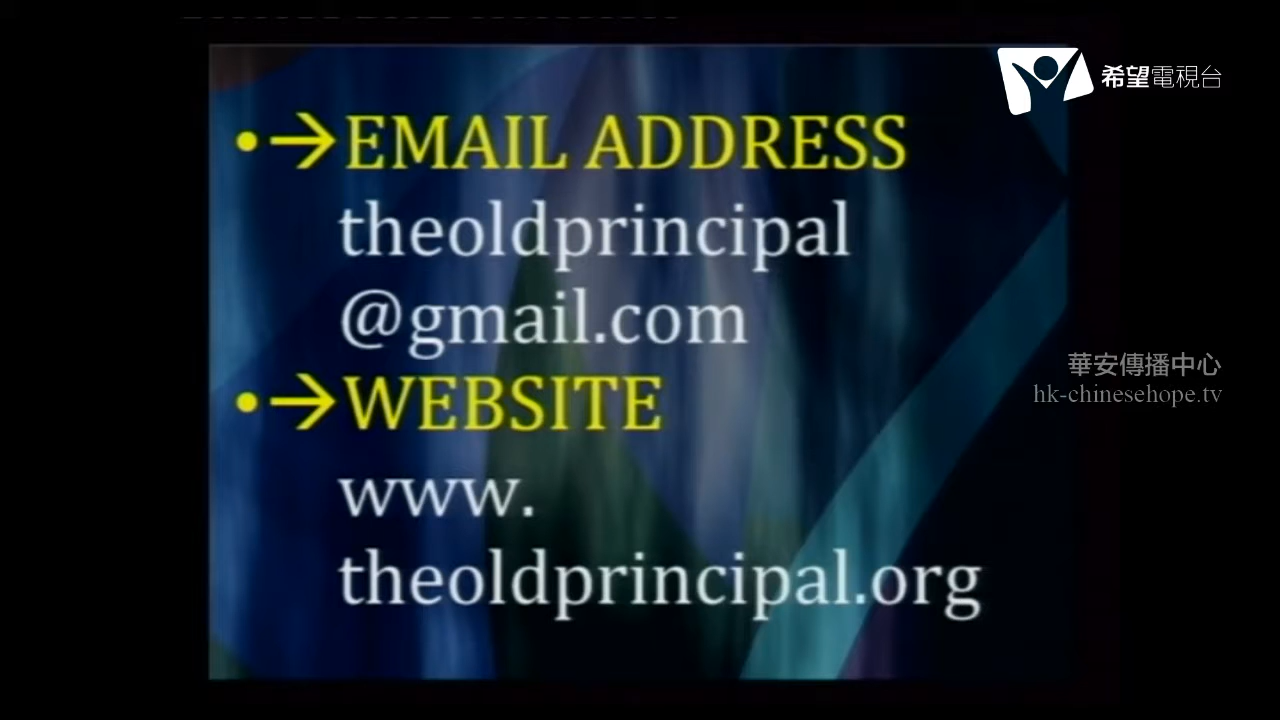 希望電視台
•→EMAIL ADDRESS
theoldprincipal
@gmail.com
•→WEBSITE
www.
theoldprincipal.org
華安傳播中心
hk-chinesehope.tv